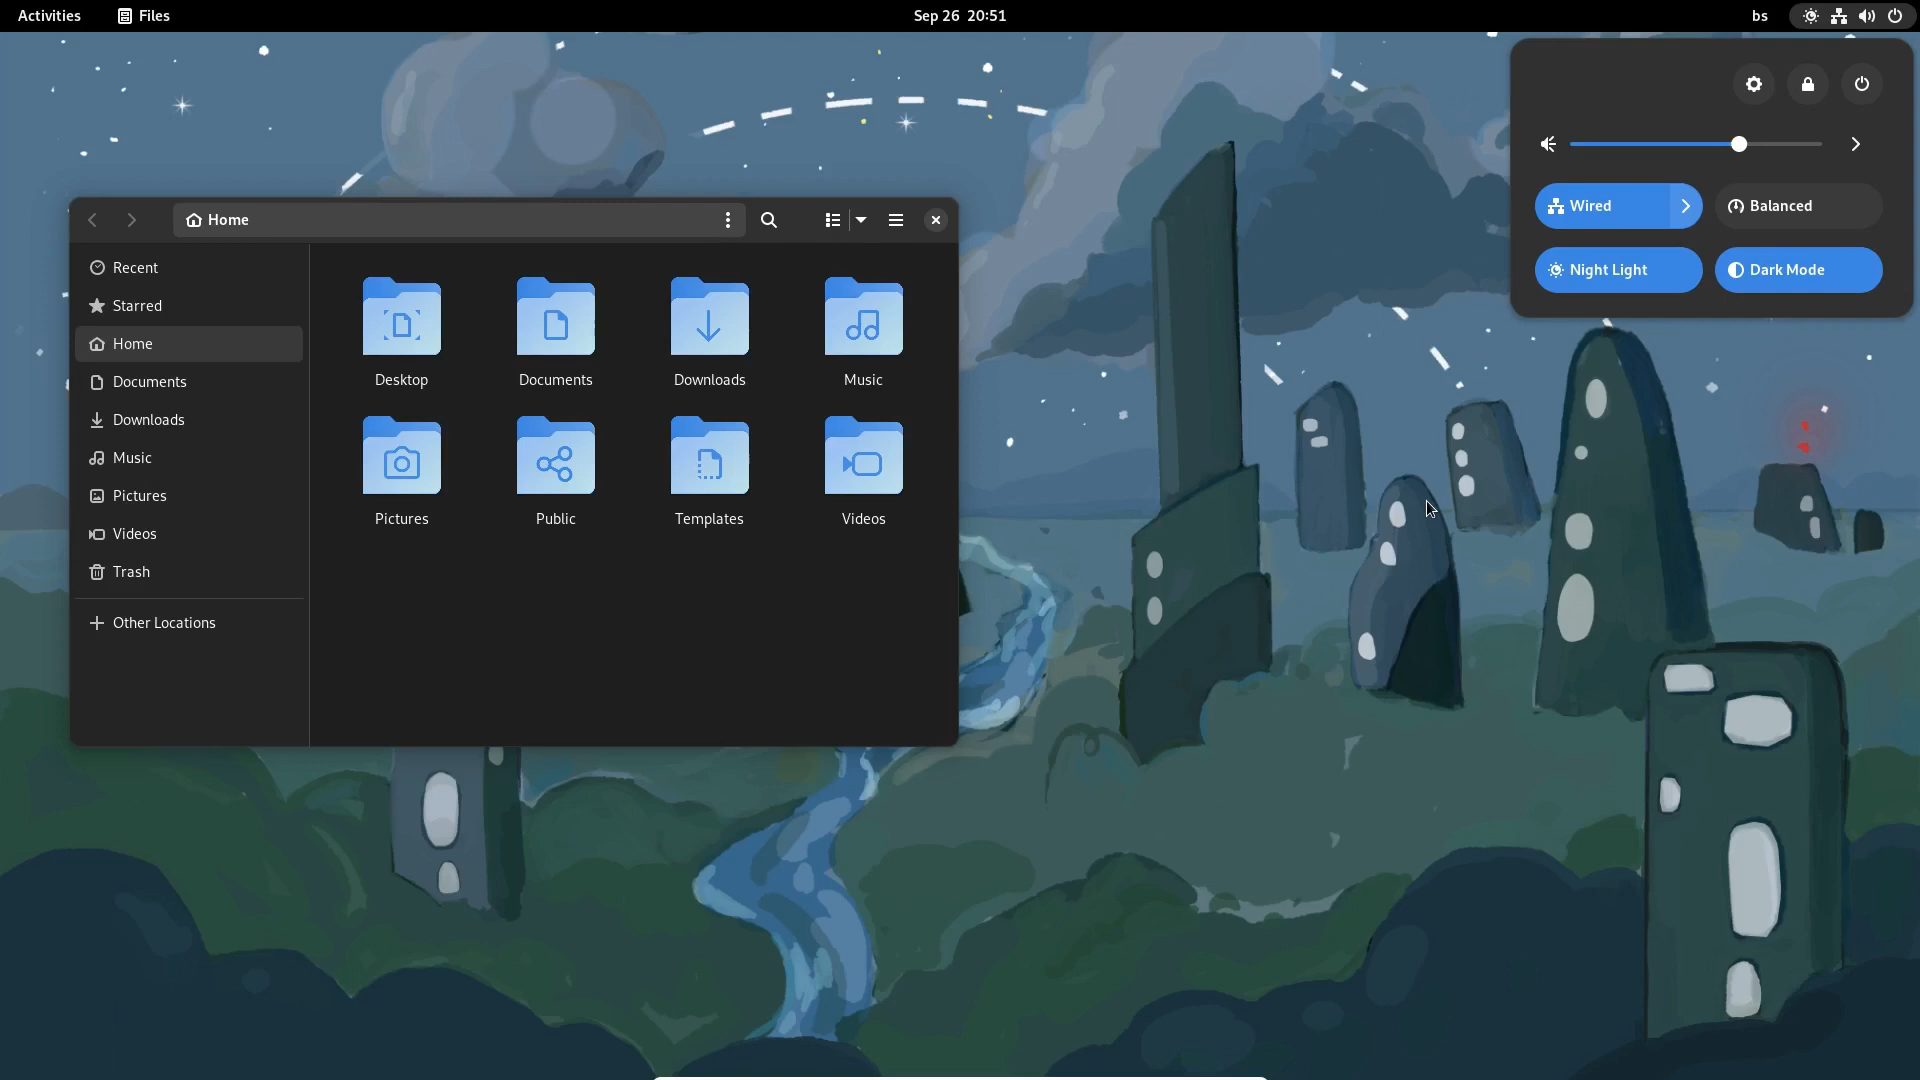 Activities Files Sep 26 20:51 bs
Home
Recent
Starred
Home
Documents
Downloads
Music
Pictures
Videos
Trash
Other Locations
Desktop Documents Downloads Music
Pictures Public Templates Videos
Wired Balanced
Night Light Dark Mode